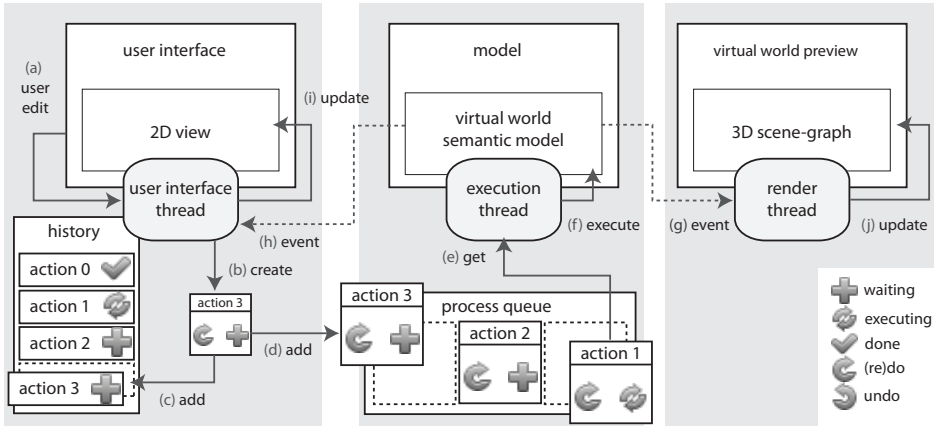 user interface
model
virtual world preview
(a)
user
edit
(i) update
2D view
virtual world
semantic model
3D scene-graph
user interface
thread
execution
thread
render
thread
history
(h) event
(f) execute
(g) event
(j) update
(e) get
action 0
(b) create
action 1
action 3
action 3
process queue
waiting
action 2
action 2
executing
(d) add
action 1
done
action 3
(re)do
(c) add
undo